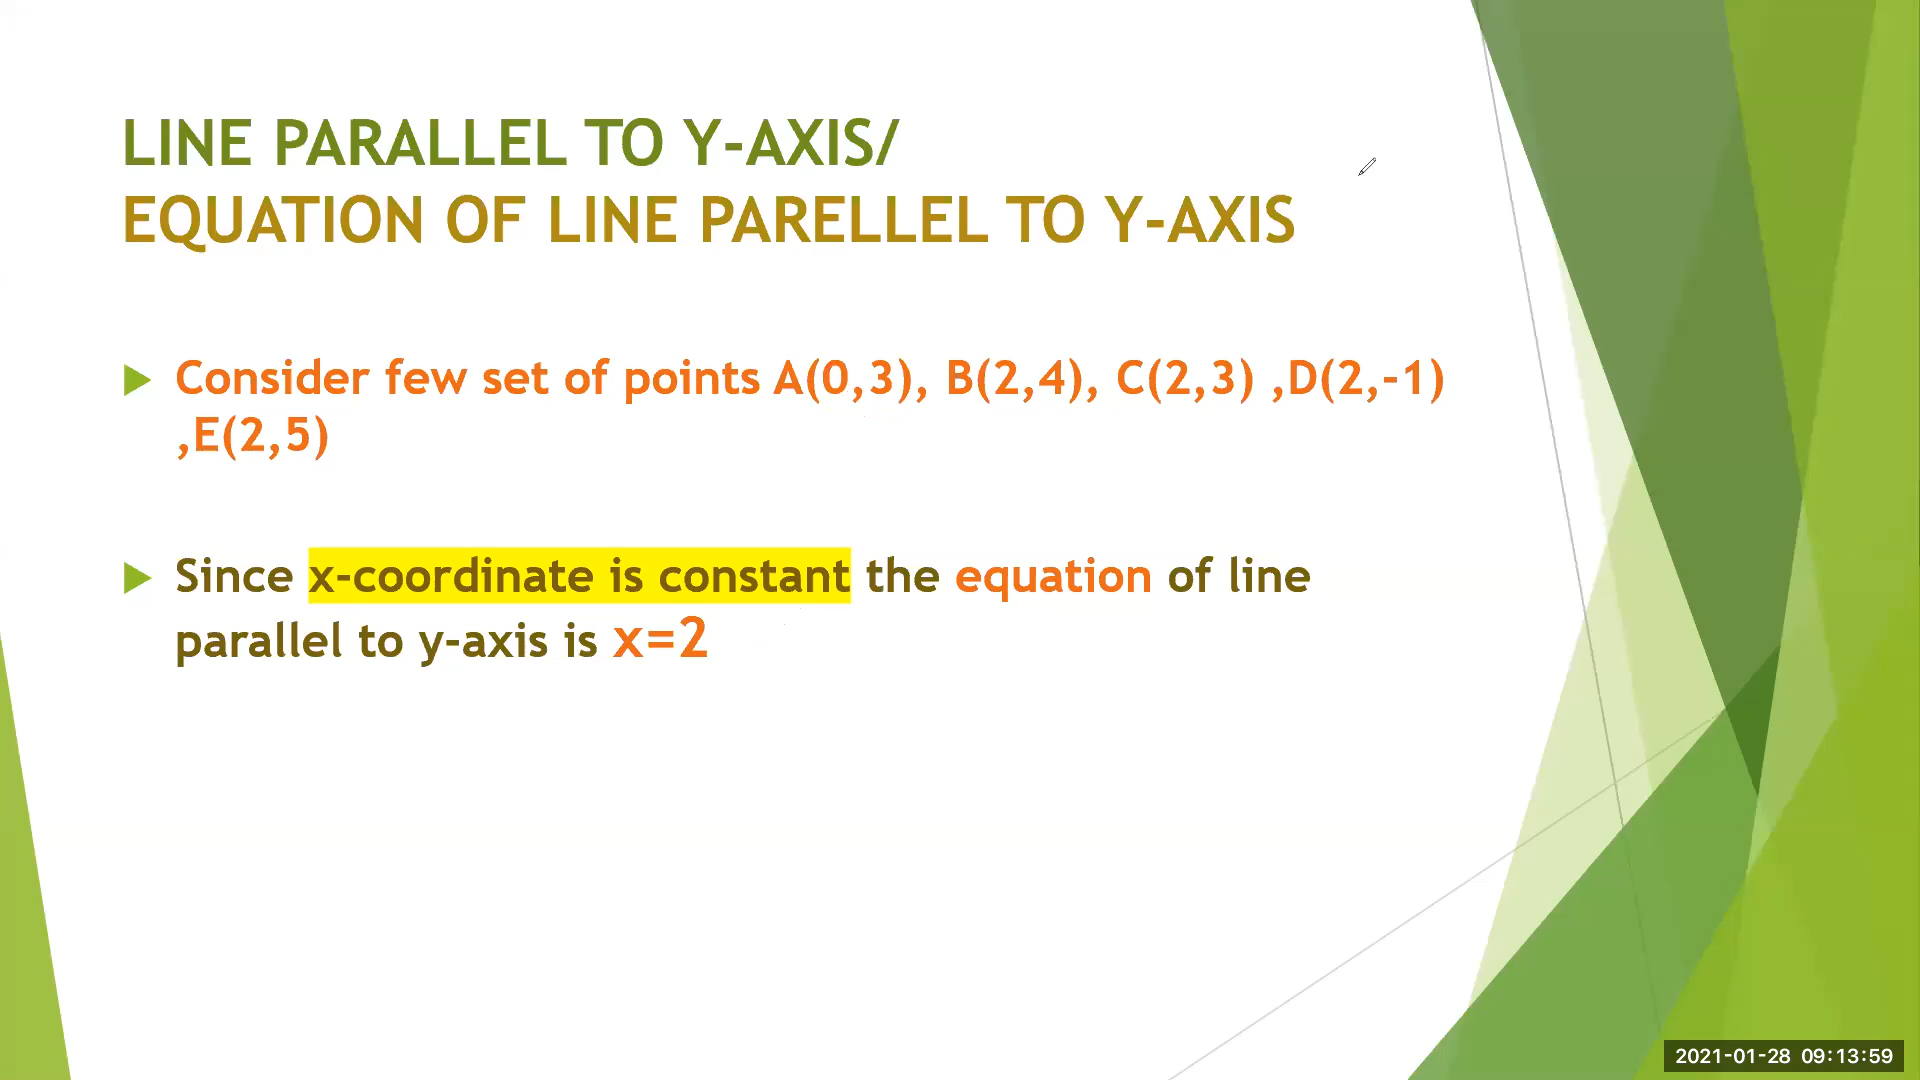 LINE PARALLEL TO Y-AXIS/
EQUATION OF LINE PARELLEL TO Y-AXIS
Consider few set of points A(0,3), B(2,4), C(2,3) ,D(2,-1)
,E(2,5)
Since x-coordinate is constant the equation of line
parallel to y-axis is x=2
2021-01-28 09:13:59